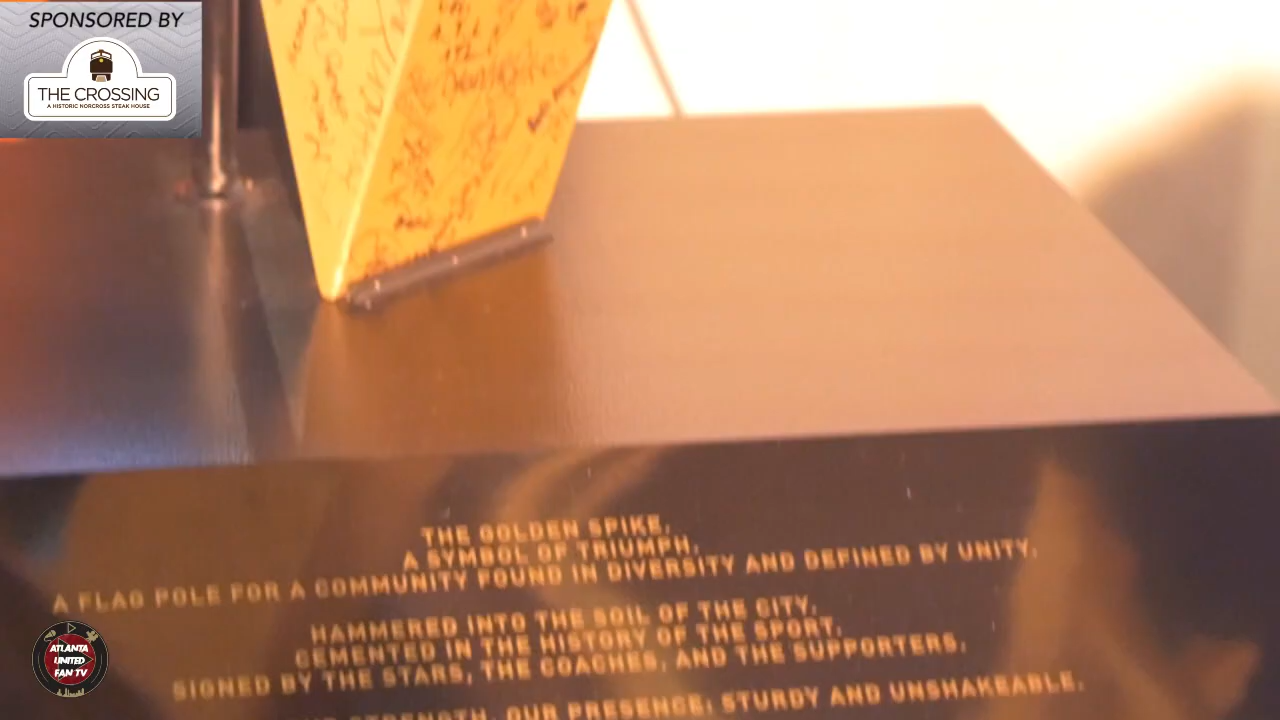 SPONSORED BY
THE CROSSING
A HISTORIC NORCROSS STEAK HOUSE
THE GOLDEN SPIKE.
A SYMBOL OF TRIUMPH.
A FLAG POLE FOR A COMMUNITY FOUND IN DIVERSITY AND DEFINED BY UNITY.
HAMMERED INTO THE SOIL OF THE CITY.
CEMENTED IN THE HISTORY OF THE SPORT.
SIGNED BY THE STARS, THE COACHES, AND THE SUPPORTERS.
STRENGTH, OUR PRESENCE; STURDY AND UNSHAKEABLE.
ATLANTA
UNITED
FAN TV